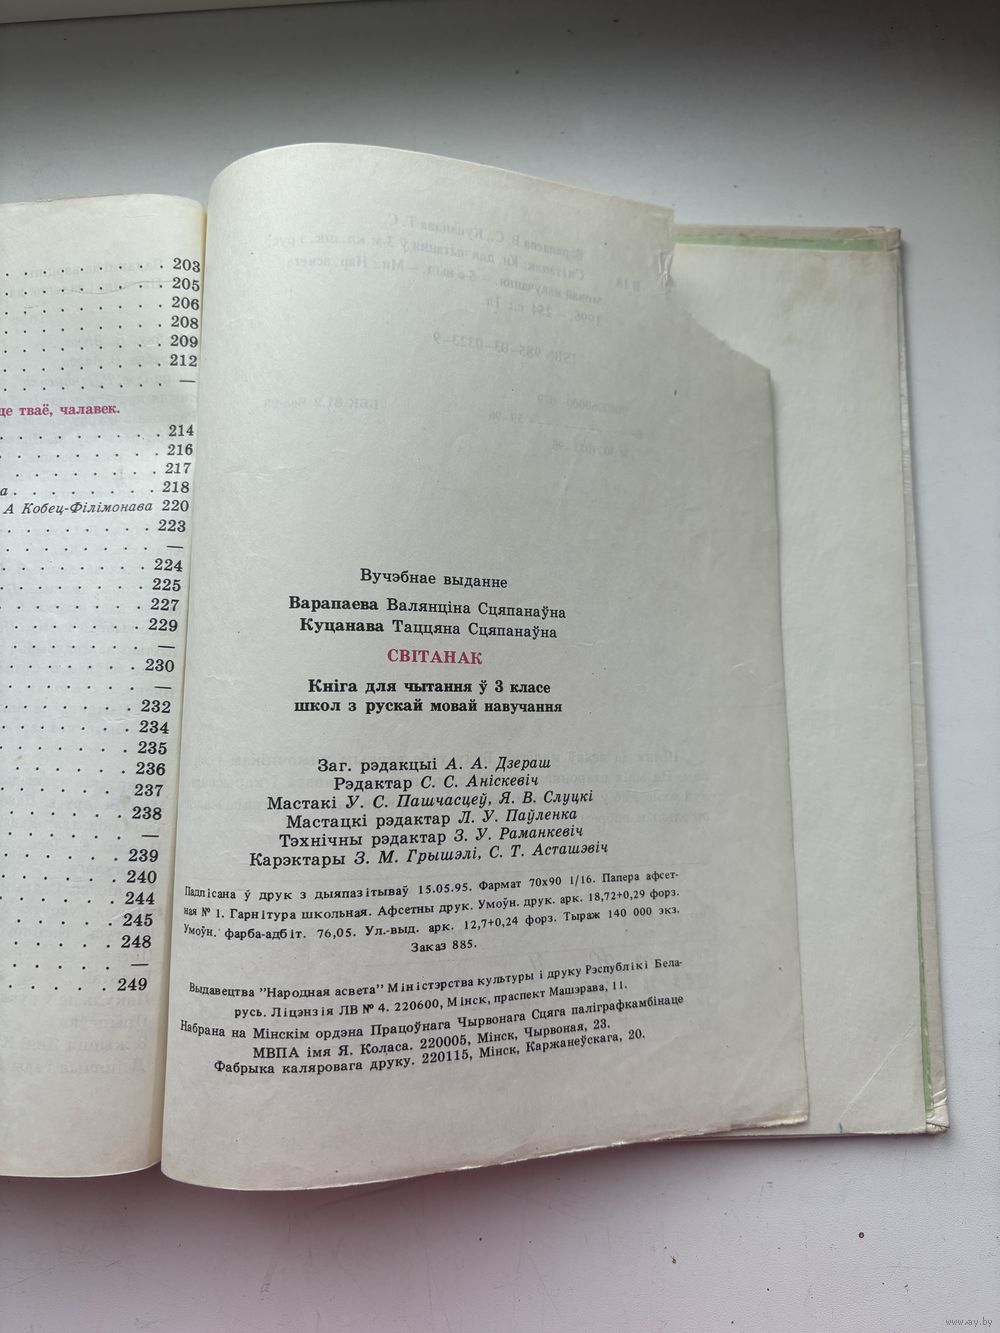 203
205
206
208
209
212
—
це тваё, чалавек.
214
216
217
а 218
А Кобец-Філімонава 220
223
—
224
225
227
229
—
230
—
232
234
235
236
237
238
—
239
240
244
245
248
—
249
Вучэбнае выданне
Варапаева Валянціна Сцяпанаўна
Куцанава Таццяна Сцяпанаўна
СВІТАНАК
Кніга для чытання ў 3 класе
школ з рускай мовай навучання
Заг. рэдакцыі А. А. Дзераш
Рэдактар С. С. Аніскевіч
Мастакі У. С. Пашчасцеў, Я. В. Слуцкі
Мастацкі рэдактар Л. У. Паўленка
Тэхнічны рэдактар З. У. Раманкевіч
Карэктары З. М. Грышэлі, С. Т. Асташэвіч
Падпісана ў друк з дыяпазітываў 15.05.95. Фармат 70х90 1/16. Папера афсет-
ная № 1. Гарнітура школьная. Афсетны друк. Умоўн. друк. арк. 18,72+0,29 форз.
Умоўн. фарба-адбіт. 76,05. Ул.-выд. арк. 12,7+0,24 форз. Тыраж 140 000 экз.
Заказ 885.
Выдавецтва "Народная асвета" Міністэрства культуры і друку Рэспублікі Бела-
русь. Ліцэнзія ЛВ № 4. 220600, Мінск, праспект Машэрава, 11.
Набрана на Мінскім ордэна Працоўнага Чырвонага Сцяга паліграфкамбінаце
МВПА імя Я. Коласа. 220005, Мінск, Чырвоная, 23.
Фабрыка каляровага друку. 220115, Мінск, Каржанеўскага, 20.
www.ay.by